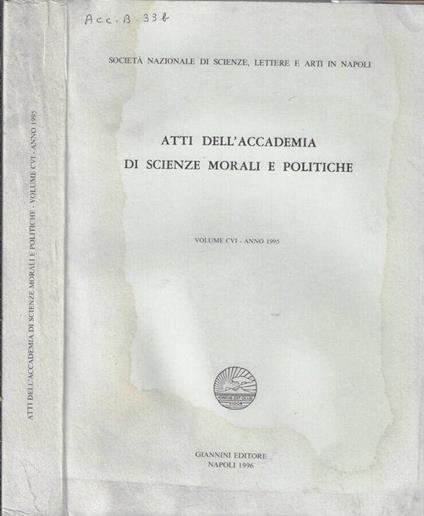 Acc. B. 33 b
SOCIETÀ NAZIONALE DI SCIENZE, LETTERE E ARTI IN NAPOLI
ATTI DELL'ACCADEMIA
DI SCIENZE MORALI E POLITICHE
VOLUME CVI - ANNO 1995
GIANNINI EDITORE
NAPOLI 1996
ATTI DELL'ACCADEMIA DI SCIENZE MORALI E POLITICHE - VOLUME CVI - ANNO 1995